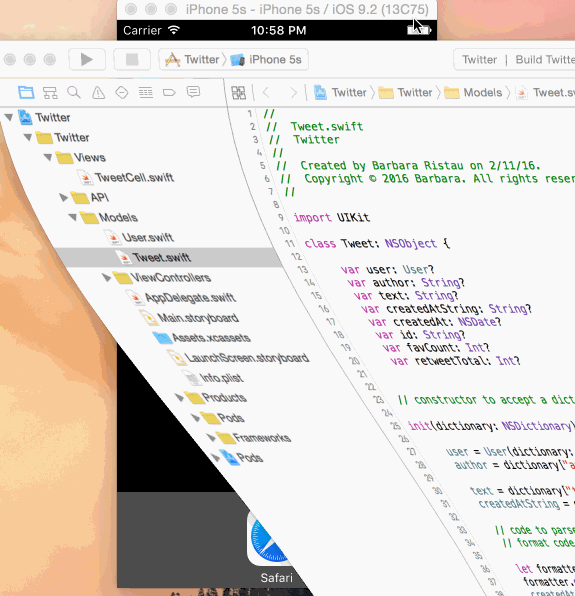 iPhone 5s - iPhone 5s / iOS 9.2 (13C75)
Carrier 10:58 PM
Twitter iPhone 5s Twitter | Build Twitte
Twitter Twitter Models Tweet.sw
Twitter
Twitter
Views
TweetCell.swift
API
Models
User.swift
Tweet.swift
ViewControllers
AppDelegate.swift
Main.storyboard
Assets.xcassets
LaunchScreen.storyboard
Info.plist
Products
Pods
Frameworks
Pods
1 //
2 // Tweet.swift
3 // Twitter
4 //
5 // Created by Barbara Ristau on 2/11/16.
6 // Copyright © 2016 Barbara. All rights reser
7 //
8
9 import UIKit
10
11 class Tweet: NSObject {
12
13 var user: User?
14 var author: String?
15 var text: String?
16 var createdAtString: String?
17 var createdAt: NSDate?
18 var id: String?
19 var favCount: Int?
20 var retweetTotal: Int?
21
22
23 // constructor to accept a dict
24
25 init(dictionary: NSDictionary)
26
27 user = User(dictionary:
28 author = dictionary["a
29
30 text = dictionary["t
31 createdAtString =
32
33 // code to parse
34 // format code
35
36 let formatte
37 formatter.
38 createdAt
Safari